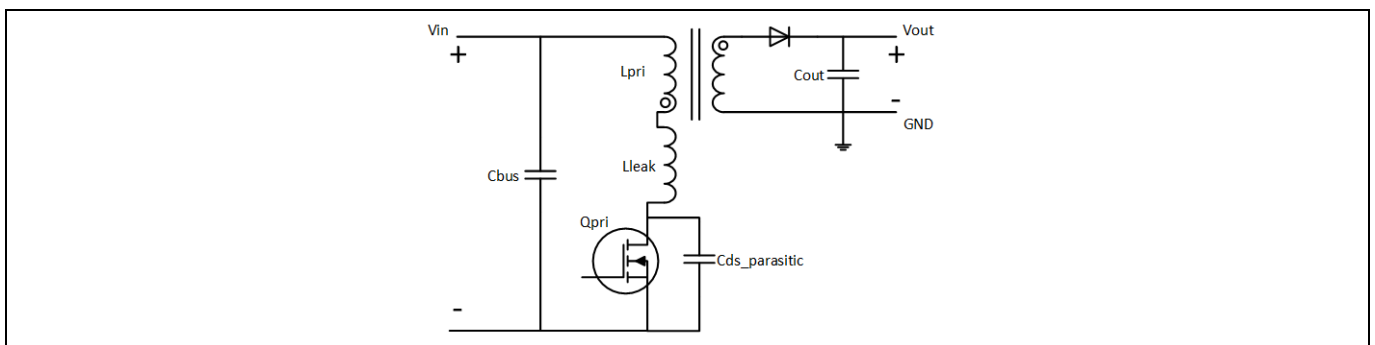 Vin
+
Lpri
Vout
+
Cout
-
GND
Lleak
Cbus
Qpri
Cds_parasitic
-